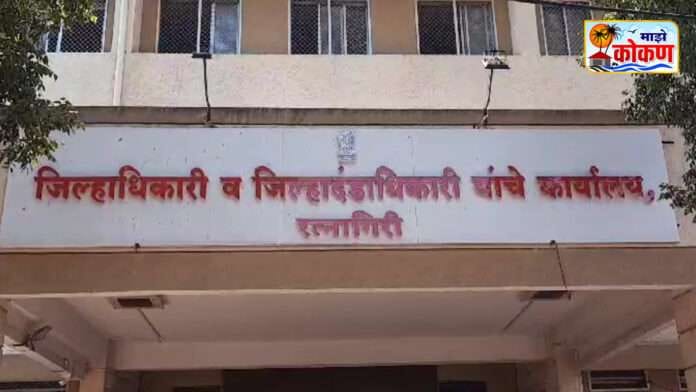 माझे
कोकण
जिल्हाधिकारी व जिल्हादंडाधिकारी यांचे कार्यालय,
रत्नागिरी